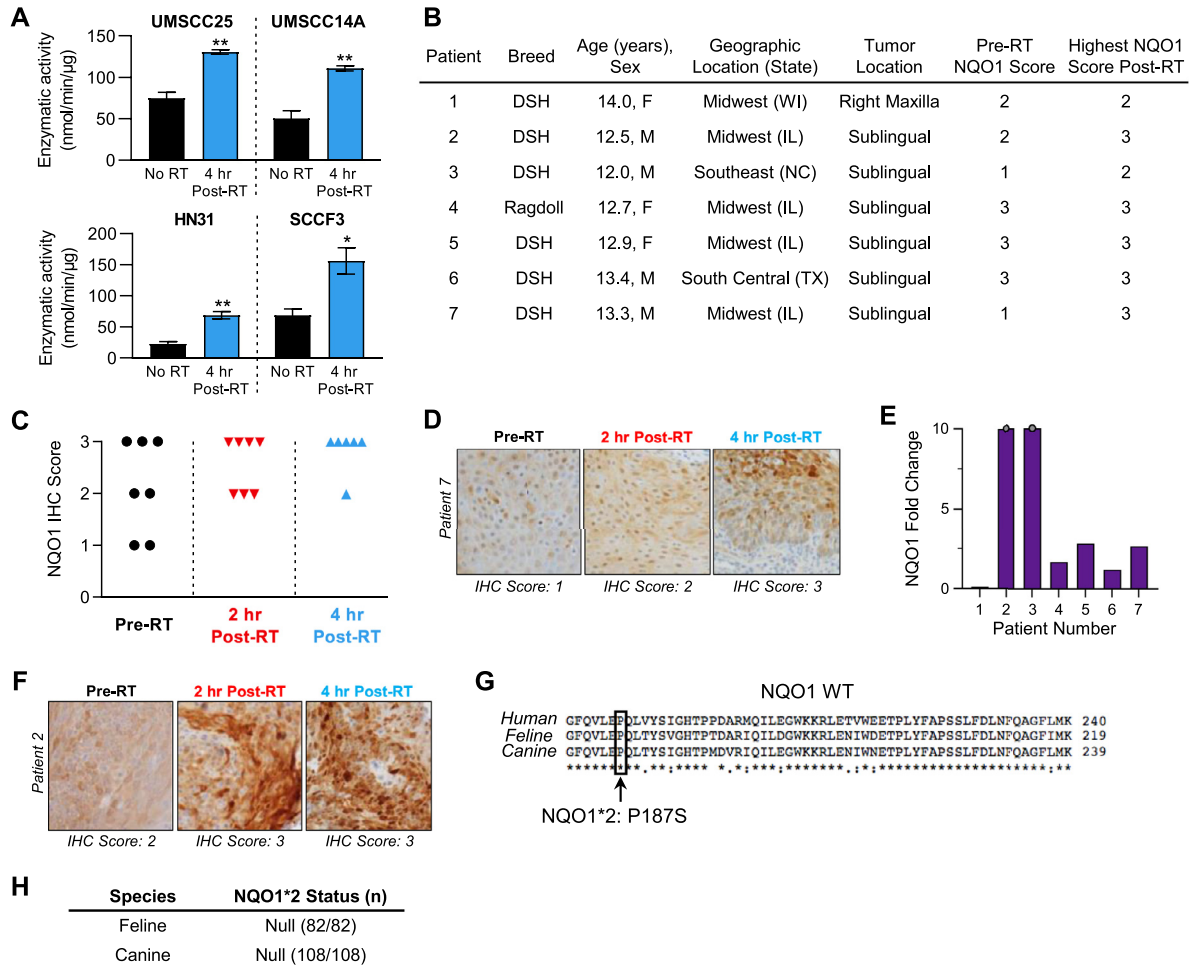 A
UMSCC25
UMSCC14A
Enzymatic activity
(nmol/min/µg)
150
100
50
0
**
**
No RT
4 hr
Post-RT
No RT
4 hr
Post-RT
HN31
SCCF3
Enzymatic activity
(nmol/min/µg)
200
150
100
50
0
**
*
No RT
4 hr
Post-RT
No RT
4 hr
Post-RT
B
Patient Breed Age (years), Sex Geographic Location (State) Tumor Location Pre-RT NQO1 Score Highest NQO1 Score Post-RT
1 DSH 14.0, F Midwest (WI) Right Maxilla 2 2
2 DSH 12.5, M Midwest (IL) Sublingual 2 3
3 DSH 12.0, M Southeast (NC) Sublingual 1 2
4 Ragdoll 12.7, F Midwest (IL) Sublingual 3 3
5 DSH 12.9, F Midwest (IL) Sublingual 3 3
6 DSH 13.4, M South Central (TX) Sublingual 3 3
7 DSH 13.3, M Midwest (IL) Sublingual 1 3
C
NQO1 IHC Score
3
2
1
0
Pre-RT
2 hr
Post-RT
4 hr
Post-RT
D
Pre-RT 2 hr Post-RT 4 hr Post-RT
Patient 7
IHC Score: 1 IHC Score: 2 IHC Score: 3
E
NQO1 Fold Change
10
5
0
1 2 3 4 5 6 7
Patient Number
F
Pre-RT 2 hr Post-RT 4 hr Post-RT
Patient 2
IHC Score: 2 IHC Score: 3 IHC Score: 3
G
NQO1 WT
Human GFQVLEPQLVYSIGHTPPDARMQILEGWKKRLETVWEETPLYFAPSSLFDLNFQAGFLMK 240
Feline GFQVLEPQLTYSVGHTPPDARIQILDGWKKRLENIWDETPLYFAPSSLFDLNFQAGFLMK 219
Canine GFQVLEPQLTYSIGHTPMDVRIQILEGWKKRLENIWNETPLYFAPSSLFDLNFQAGFIMK 239
*********.**:**** *.*:***:*******.:*:********************:**
NQO1*2: P187S
H
Species NQO1*2 Status (n)
Feline Null (82/82)
Canine Null (108/108)